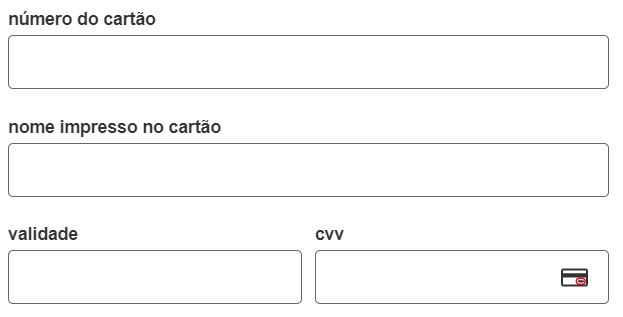 número do cartão
nome impresso no cartão
validade
cvv